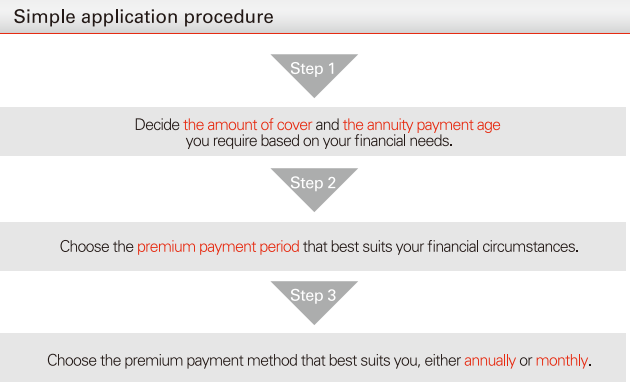 Simple application procedure
Step 1
Decide the amount of cover and the annuity payment age
you require based on your financial needs.
Step 2
Choose the premium payment period that best suits your financial circumstances.
Step 3
Choose the premium payment method that best suits you, either annually or monthly.